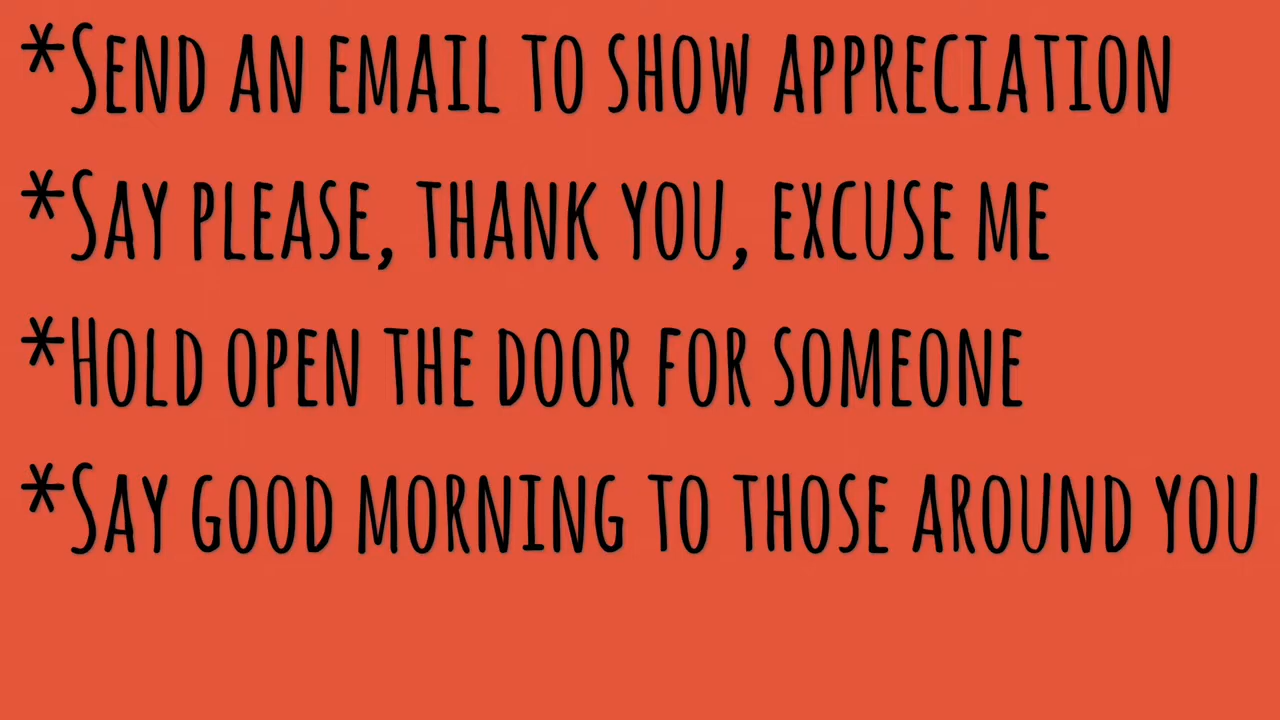 *Send an email to show appreciation
*Say please, thank you, excuse me
*Hold open the door for someone
*Say good morning to those around you